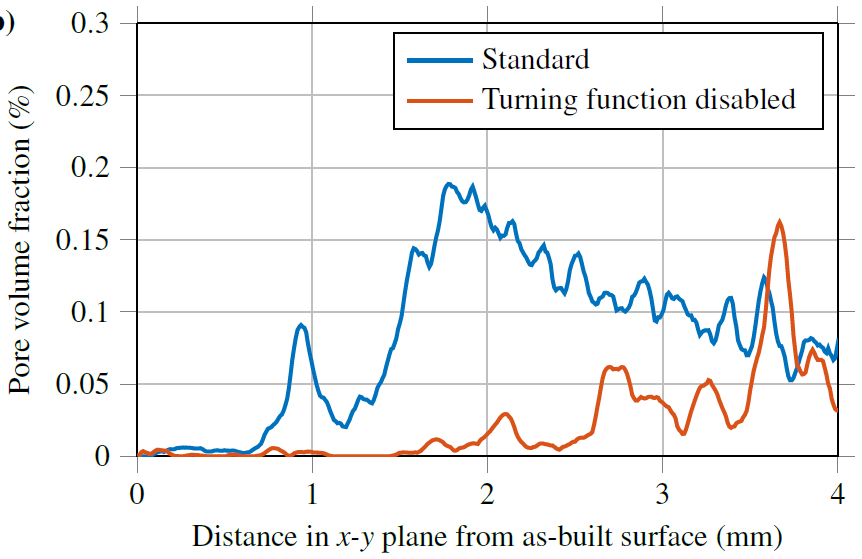 )
0.3
0.25
0.2
0.15
0.1
0.05
0
0 1 2 3 4
Pore volume fraction (%)
Distance in x-y plane from as-built surface (mm)
Standard
Turning function disabled